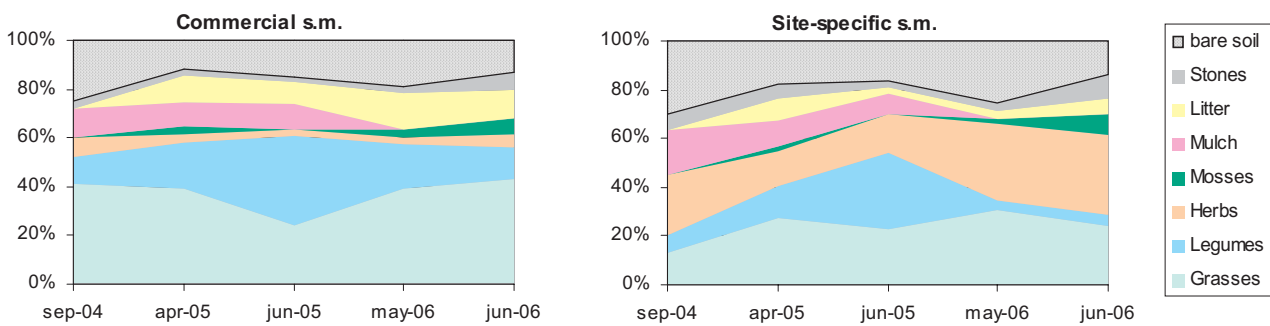 Commercial s.m.
100%
80%
60%
40%
20%
0%
sep-04 apr-05 jun-05 may-06 jun-06
Site-specific s.m.
100%
80%
60%
40%
20%
0%
sep-04 apr-05 jun-05 may-06 jun-06
bare soil
Stones
Litter
Mulch
Mosses
Herbs
Legumes
Grasses